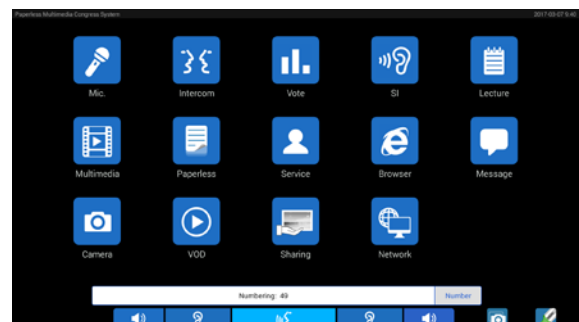 Paperless Multimedia Congress System 2017-03-07 9:40
Mic. Intercom Vote SI Lecture
Multimedia Paperless Service Browser Message
Camera VOD Sharing Network
Numbering: 49 Number